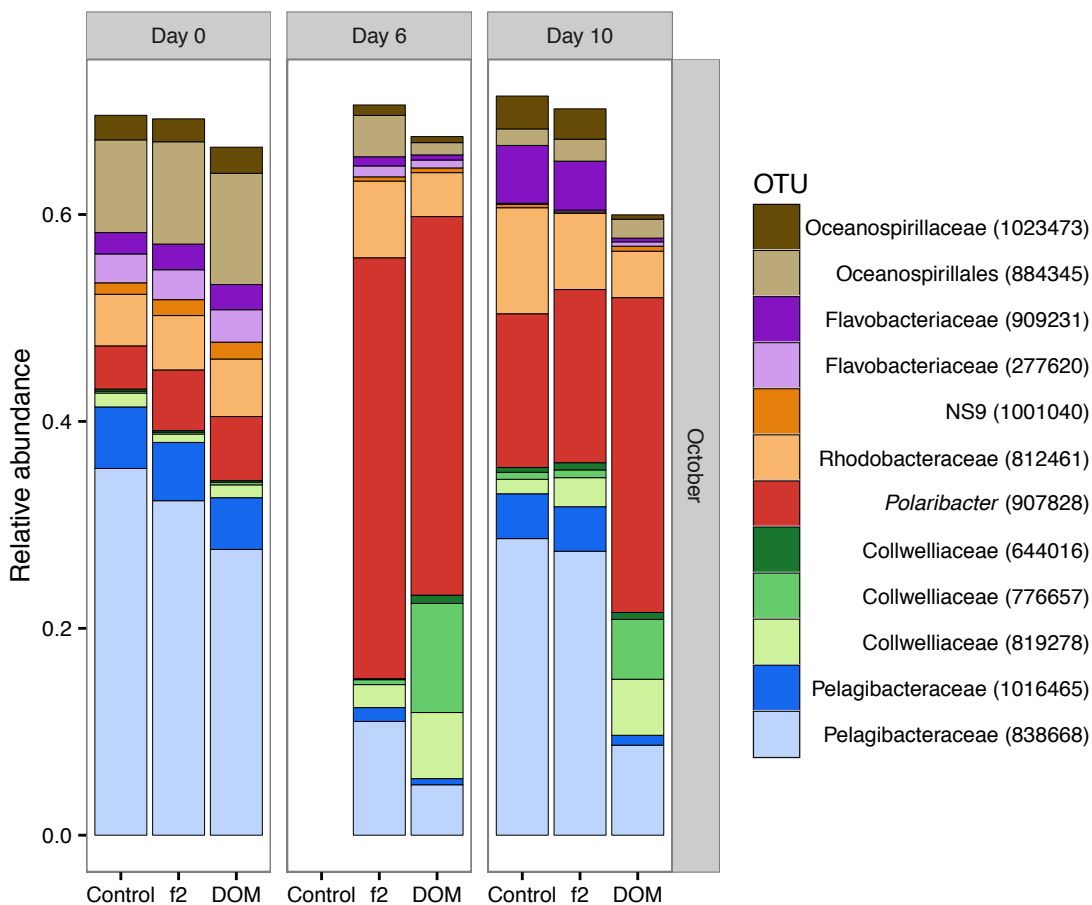 Day 0
Day 6
Day 10
Relative abundance
0.6
0.4
0.2
0.0
October
Control
f2
DOM
Control
f2
DOM
Control
f2
DOM
OTU
Oceanospirillaceae (1023473)
Oceanospirillales (884345)
Flavobacteriaceae (909231)
Flavobacteriaceae (277620)
NS9 (1001040)
Rhodobacteraceae (812461)
Polaribacter (907828)
Collwelliaceae (644016)
Collwelliaceae (776657)
Collwelliaceae (819278)
Pelagibacteraceae (1016465)
Pelagibacteraceae (838668)